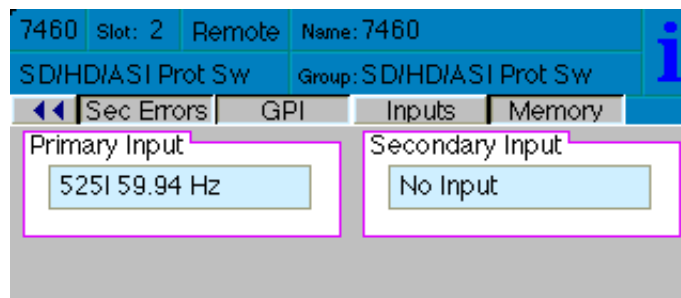 7460 Slot: 2 Remote Name: 7460
SD/HD/ASI Prot Sw Group: SD/HD/ASI Prot Sw
Sec Errors GPI Inputs Memory
Primary Input Secondary Input
525I 59.94 Hz No Input